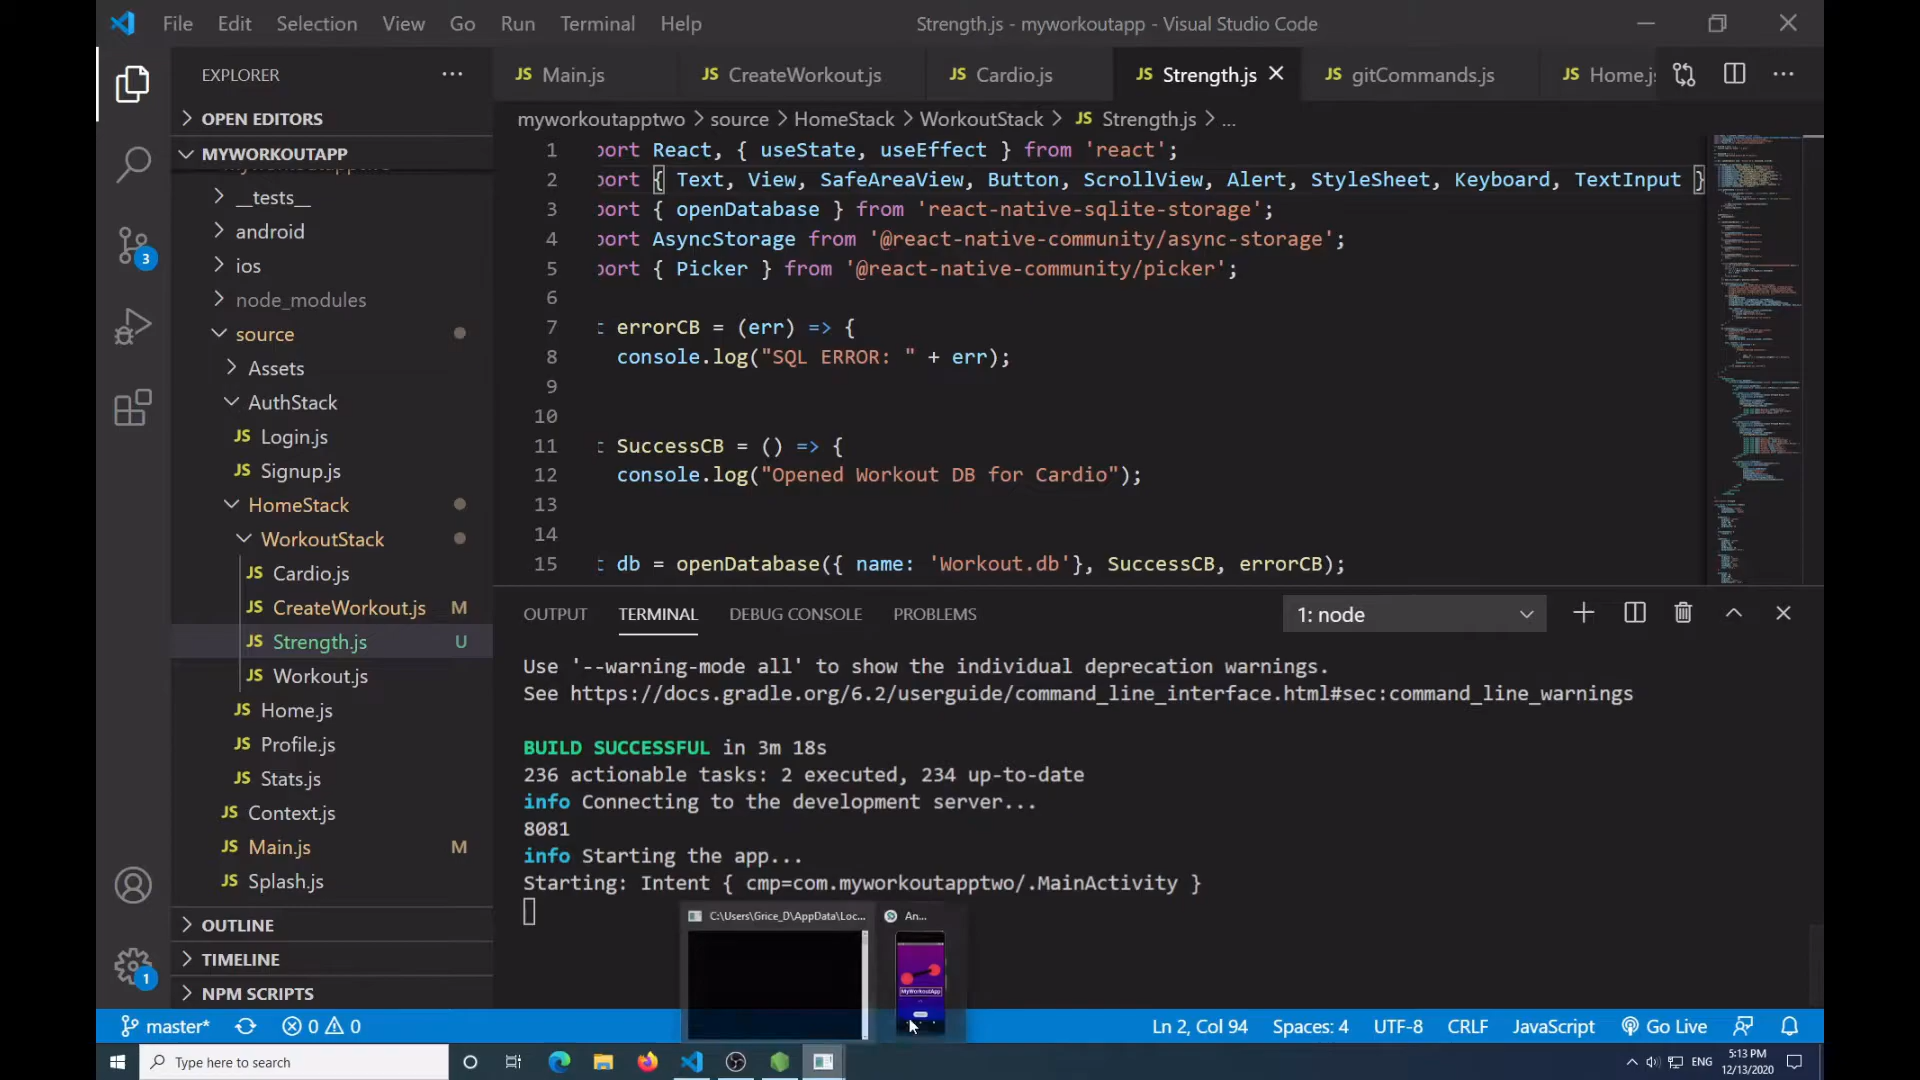 File Edit Selection View Go Run Terminal Help
Strength.js - myworkoutapp - Visual Studio Code
EXPLORER
JS Main.js
JS CreateWorkout.js
JS Cardio.js
JS Strength.js
JS gitCommands.js
JS Home.js
OPEN EDITORS
MYWORKOUTAPP
__tests__
android
ios
node_modules
source
Assets
AuthStack
JS Login.js
JS Signup.js
HomeStack
WorkoutStack
JS Cardio.js
JS CreateWorkout.js M
JS Strength.js U
JS Workout.js
JS Home.js
JS Profile.js
JS Stats.js
JS Context.js
JS Main.js M
JS Splash.js
OUTLINE
TIMELINE
NPM SCRIPTS
3
1
myworkoutapptwo > source > HomeStack > WorkoutStack > JS Strength.js > ...
1 port React, { useState, useEffect } from 'react';
2 port { Text, View, SafeAreaView, Button, ScrollView, Alert, StyleSheet, Keyboard, TextInput }
3 port { openDatabase } from 'react-native-sqlite-storage';
4 port AsyncStorage from '@react-native-community/async-storage';
5 port { Picker } from '@react-native-community/picker';
6
7 t errorCB = (err) => {
8 console.log("SQL ERROR: " + err);
9
10
11 t SuccessCB = () => {
12 console.log("Opened Workout DB for Cardio");
13
14
15 t db = openDatabase({ name: 'Workout.db'}, SuccessCB, errorCB);
OUTPUT TERMINAL DEBUG CONSOLE PROBLEMS
1: node
Use '--warning-mode all' to show the individual deprecation warnings.
See https://docs.gradle.org/6.2/userguide/command_line_interface.html#sec:command_line_warnings
BUILD SUCCESSFUL in 3m 18s
236 actionable tasks: 2 executed, 234 up-to-date
info Connecting to the development server...
8081
info Starting the app...
Starting: Intent { cmp=com.myworkoutapptwo/.MainActivity }
C:\Users\Grice_D\AppData\Loc...
An...
MyWorkoutApp
master*
0 0
Ln 2, Col 94
Spaces: 4
UTF-8
CRLF
JavaScript
Go Live
Type here to search
ENG
5:13 PM
12/13/2020